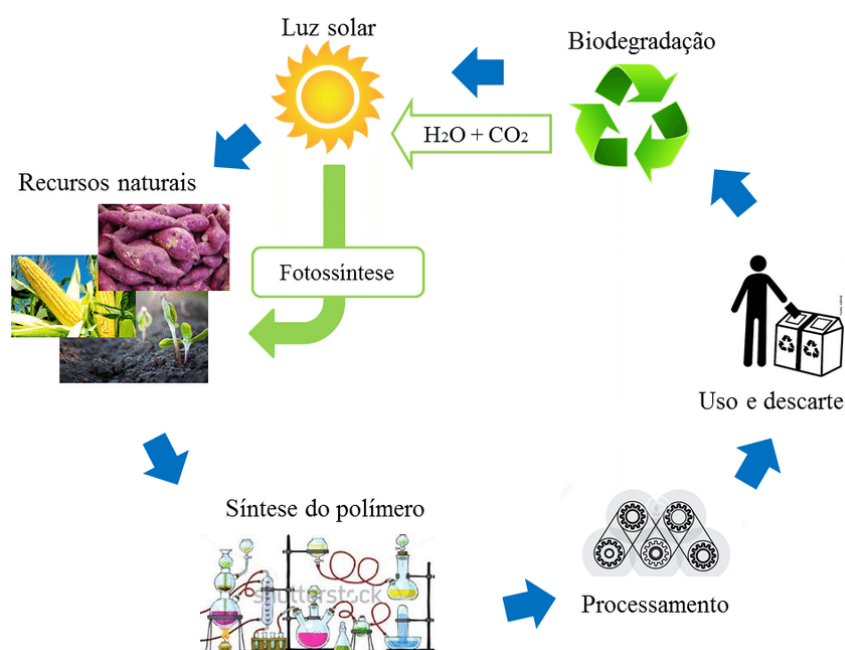 Luz solar
Biodegradação
H2O + CO2
Recursos naturais
Fotossíntese
Uso e descarte
Síntese do polímero
shutterstock
Processamento